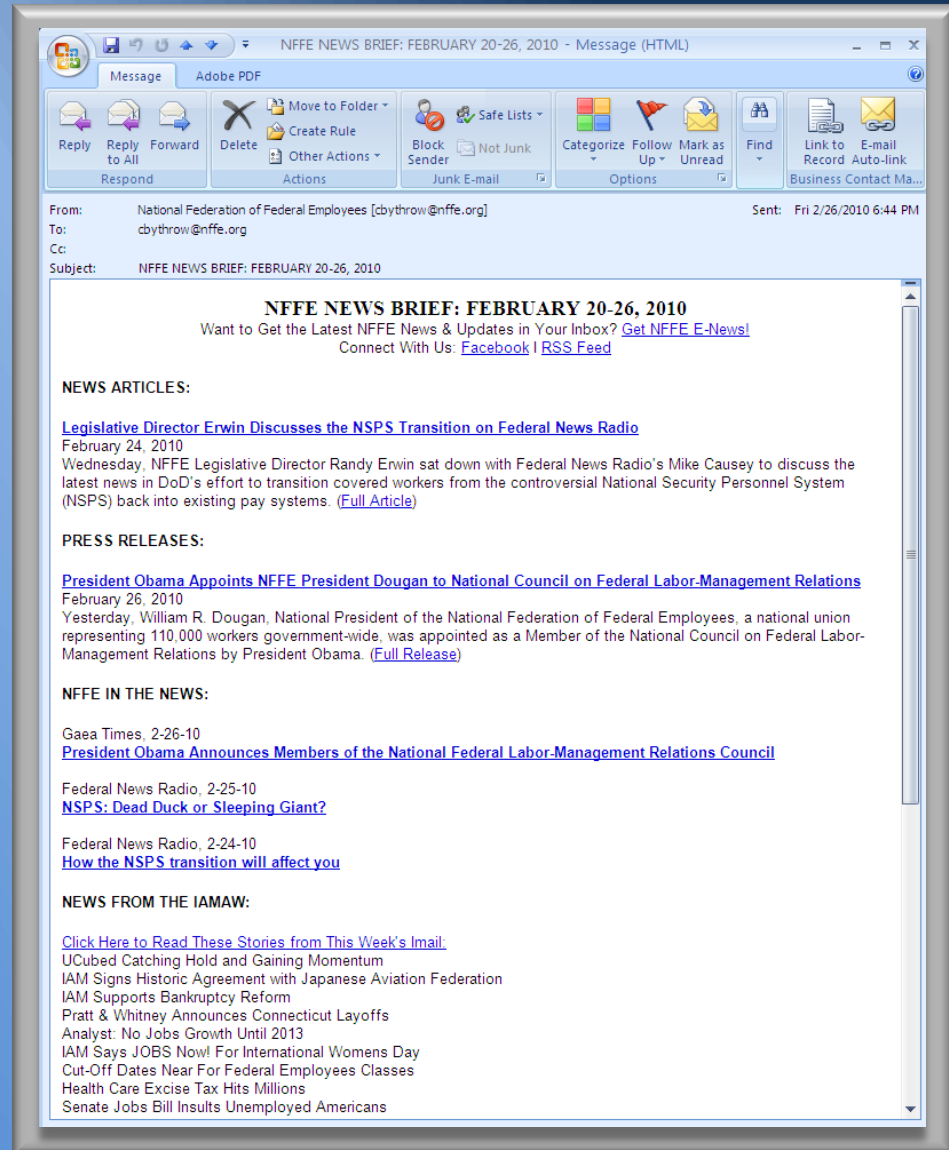 NFFE NEWS BRIEF: FEBRUARY 20-26, 2010 - Message (HTML)
Message Adobe PDF
Reply
Reply to All
Forward
Respond
Delete
Move to Folder
Create Rule
Other Actions
Actions
Block Sender
Safe Lists
Not Junk
Junk E-mail
Categorize
Follow Up
Mark as Unread
Options
Find
Link to Record
E-mail Auto-link
Business Contact Ma...
From: National Federation of Federal Employees [cbythrow@nffe.org] Sent: Fri 2/26/2010 6:44 PM
To: cbythrow@nffe.org
Cc:
Subject: NFFE NEWS BRIEF: FEBRUARY 20-26, 2010
NFFE NEWS BRIEF: FEBRUARY 20-26, 2010
Want to Get the Latest NFFE News & Updates in Your Inbox? Get NFFE E-News!
Connect With Us: Facebook I RSS Feed
NEWS ARTICLES:
Legislative Director Erwin Discusses the NSPS Transition on Federal News Radio
February 24, 2010
Wednesday, NFFE Legislative Director Randy Erwin sat down with Federal News Radio's Mike Causey to discuss the
latest news in DoD's effort to transition covered workers from the controversial National Security Personnel System
(NSPS) back into existing pay systems. (Full Article)
PRESS RELEASES:
President Obama Appoints NFFE President Dougan to National Council on Federal Labor-Management Relations
February 26, 2010
Yesterday, William R. Dougan, National President of the National Federation of Federal Employees, a national union
representing 110,000 workers government-wide, was appointed as a Member of the National Council on Federal Labor-
Management Relations by President Obama. (Full Release)
NFFE IN THE NEWS:
Gaea Times, 2-26-10
President Obama Announces Members of the National Federal Labor-Management Relations Council
Federal News Radio, 2-25-10
NSPS: Dead Duck or Sleeping Giant?
Federal News Radio, 2-24-10
How the NSPS transition will affect you
NEWS FROM THE IAMAW:
Click Here to Read These Stories from This Week's Imail:
UCubed Catching Hold and Gaining Momentum
IAM Signs Historic Agreement with Japanese Aviation Federation
IAM Supports Bankruptcy Reform
Pratt & Whitney Announces Connecticut Layoffs
Analyst: No Jobs Growth Until 2013
IAM Says JOBS Now! For International Womens Day
Cut-Off Dates Near For Federal Employees Classes
Health Care Excise Tax Hits Millions
Senate Jobs Bill Insults Unemployed Americans